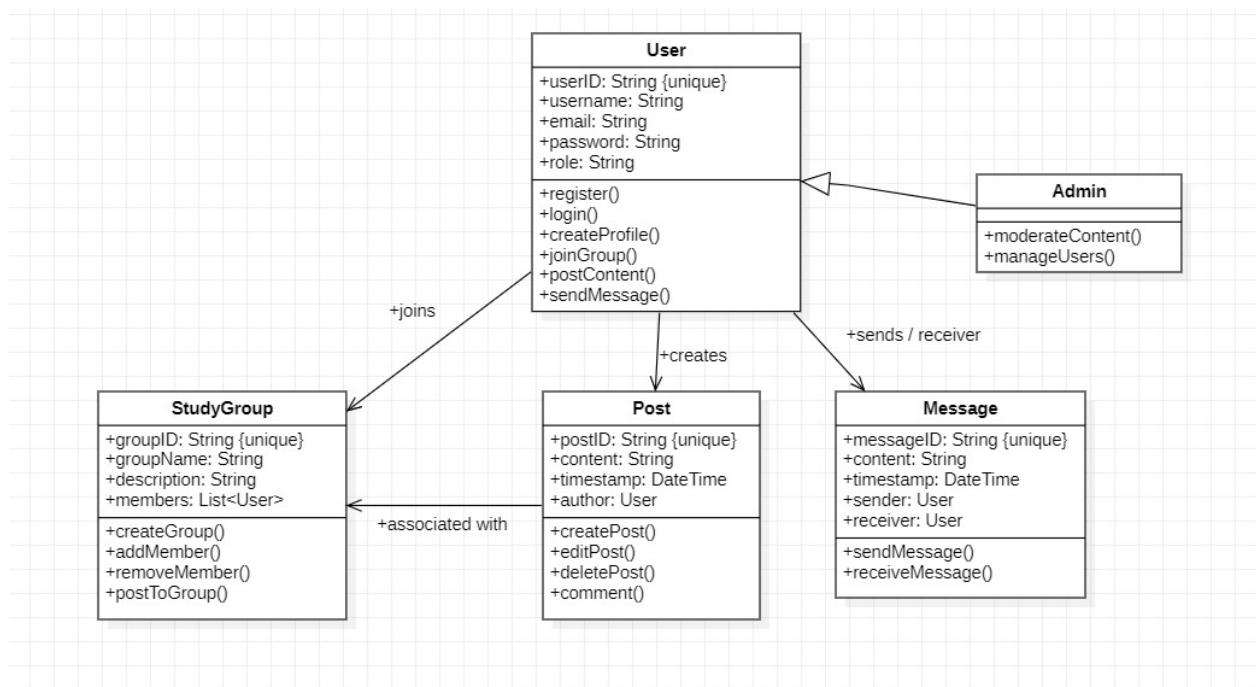 User
+userID: String {unique}
+username: String
+email: String
+password: String
+role: String
+register()
+login()
+createProfile()
+joinGroup()
+postContent()
+sendMessage()
Admin
+moderateContent()
+manageUsers()
+joins
+creates
+sends / receiver
StudyGroup
+groupID: String {unique}
+groupName: String
+description: String
+members: List<User>
+createGroup()
+addMember()
+removeMember()
+postToGroup()
+associated with
Post
+postID: String {unique}
+content: String
+timestamp: DateTime
+author: User
+createPost()
+editPost()
+deletePost()
+comment()
Message
+messageID: String {unique}
+content: String
+timestamp: DateTime
+sender: User
+receiver: User
+sendMessage()
+receiveMessage()